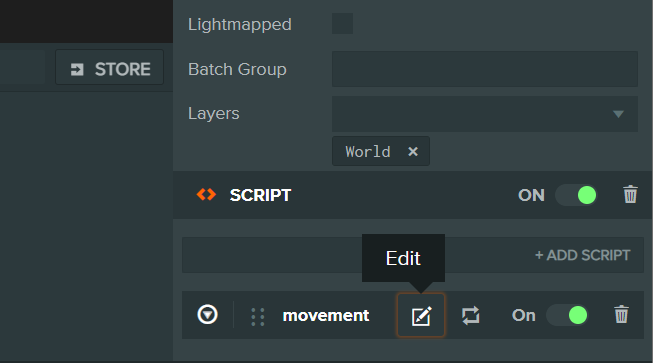 Lightmapped
STORE
Batch Group
Layers
World ×
SCRIPT ON
Edit
+ ADD SCRIPT
movement On